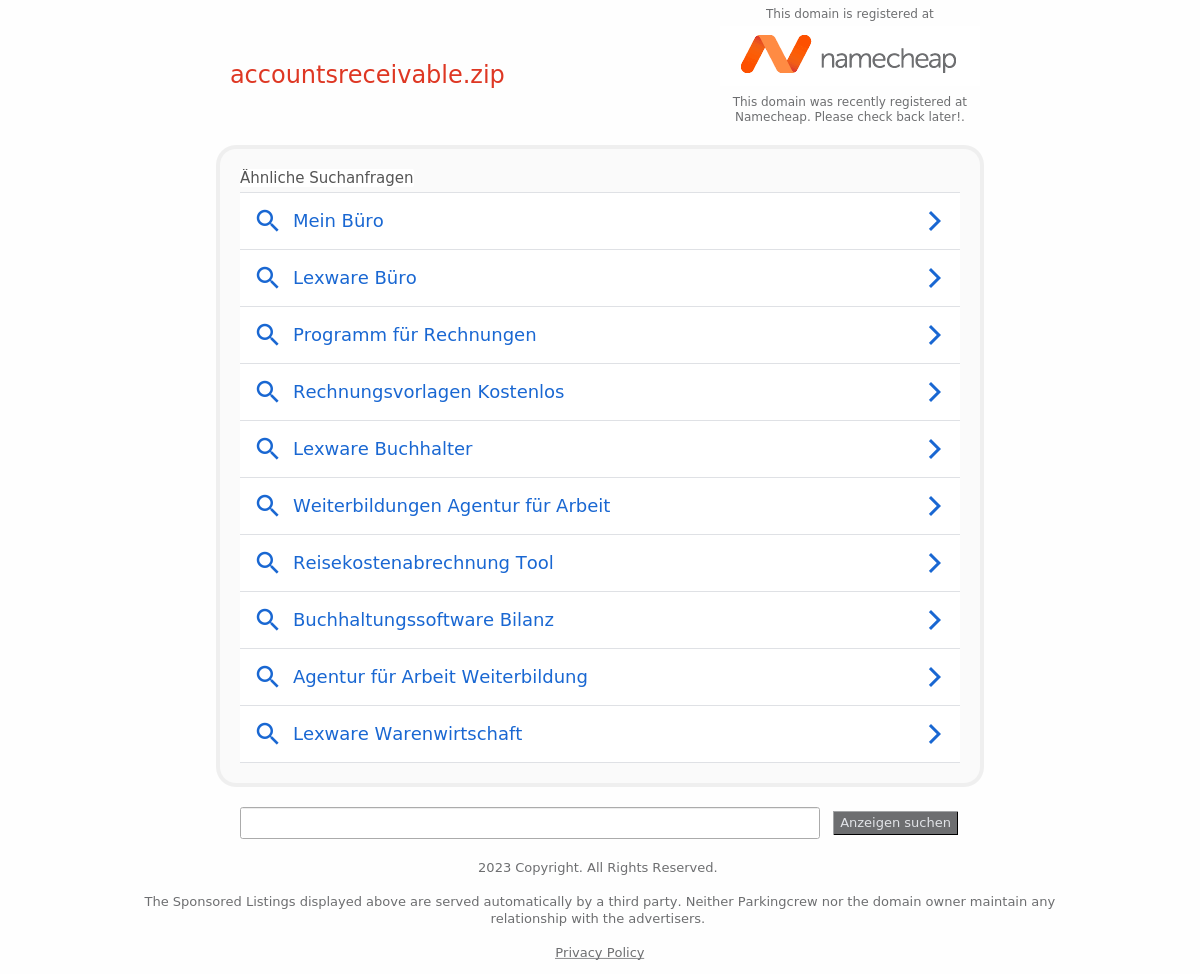 This domain is registered at
namecheap
accountsreceivable.zip
This domain was recently registered at
Namecheap. Please check back later!.
Ähnliche Suchanfragen
Mein Büro
Lexware Büro
Programm für Rechnungen
Rechnungsvorlagen Kostenlos
Lexware Buchhalter
Weiterbildungen Agentur für Arbeit
Reisekostenabrechnung Tool
Buchhaltungssoftware Bilanz
Agentur für Arbeit Weiterbildung
Lexware Warenwirtschaft
Anzeigen suchen
2023 Copyright. All Rights Reserved.
The Sponsored Listings displayed above are served automatically by a third party. Neither Parkingcrew nor the domain owner maintain any
relationship with the advertisers.
Privacy Policy